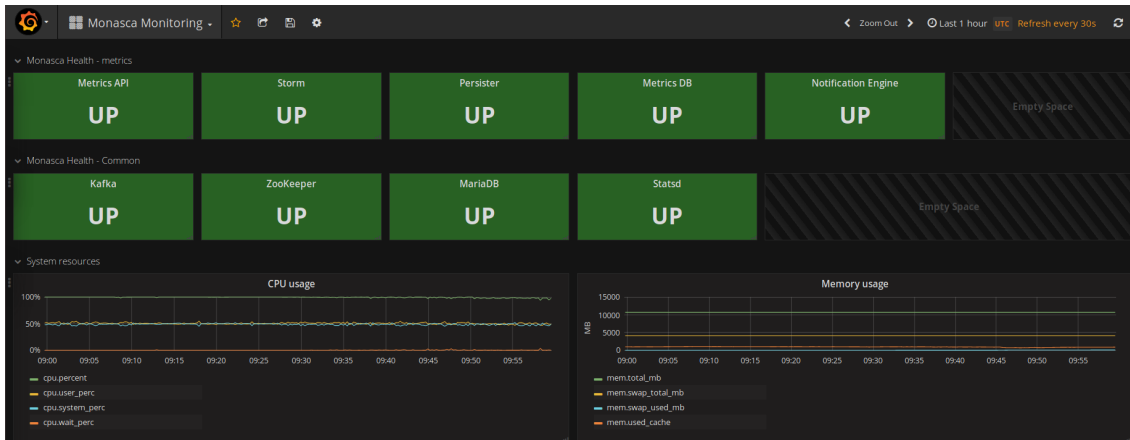 Monasca Monitoring
Zoom Out Last 1 hour UTC Refresh every 30s
Monasca Health - metrics
Metrics API Storm Persister Metrics DB Notification Engine
UP UP UP UP UP Empty Space
Monasca Health - Common
Kafka ZooKeeper MariaDB Statsd
UP UP UP UP Empty Space
System resources
CPU usage
100%
50%
0%
09:00 09:05 09:10 09:15 09:20 09:25 09:30 09:35 09:40 09:45 09:50 09:55
cpu.percent
cpu.user_perc
cpu.system_perc
cpu.wait_perc
Memory usage
MB
15000
10000
5000
0
09:00 09:05 09:10 09:15 09:20 09:25 09:30 09:35 09:40 09:45 09:50 09:55
mem.total_mb
mem.swap_total_mb
mem.swap_used_mb
mem.used_cache